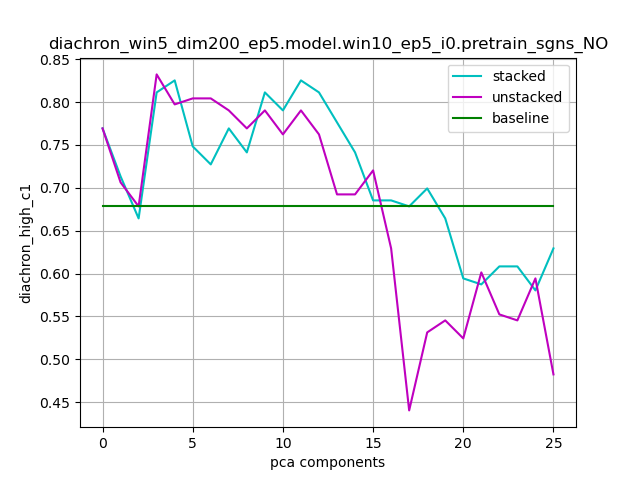 diachron_win5_dim200_ep5.model.win10_ep5_i0.pretrain_sgns_NO
0.85
0.80
0.75
0.70
0.65
0.60
0.55
0.50
0.45
diachron_high_c1
stacked
unstacked
baseline
0 5 10 15 20 25
pca components